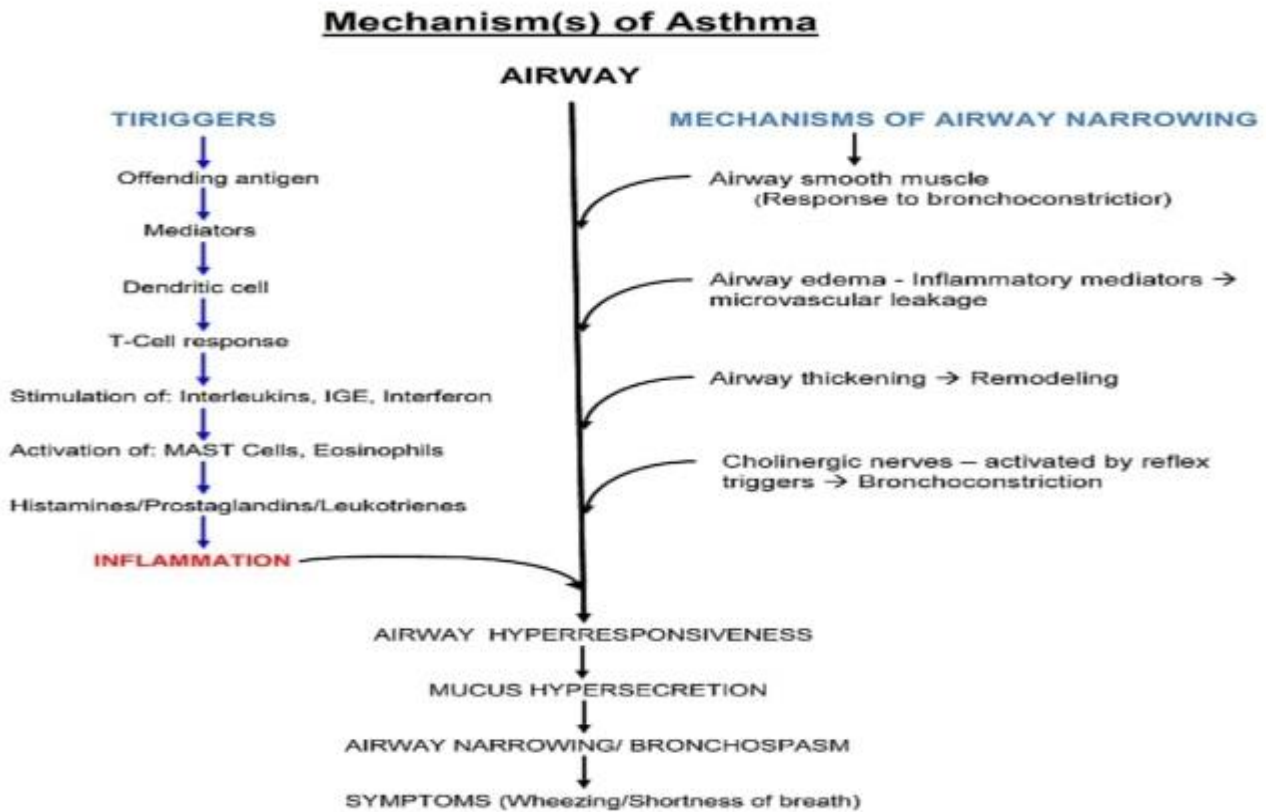 Mechanism(s) of Asthma
AIRWAY
TIRIGGERS
Offending antigen
Mediators
Dendritic cell
T-Cell response
Stimulation of: Interleukins, IGE, Interferon
Activation of: MAST Cells, Eosinophils
Histamines/Prostaglandins/Leukotrienes
INFLAMMATION
MECHANISMS OF AIRWAY NARROWING
Airway smooth muscle
(Response to bronchoconstrictior)
Airway edema - Inflammatory mediators →
microvascular leakage
Airway thickening → Remodeling
Cholinergic nerves – activated by reflex
triggers → Bronchoconstriction
AIRWAY HYPERRESPONSIVENESS
MUCUS HYPERSECRETION
AIRWAY NARROWING/ BRONCHOSPASM
SYMPTOMS (Wheezing/Shortness of breath)